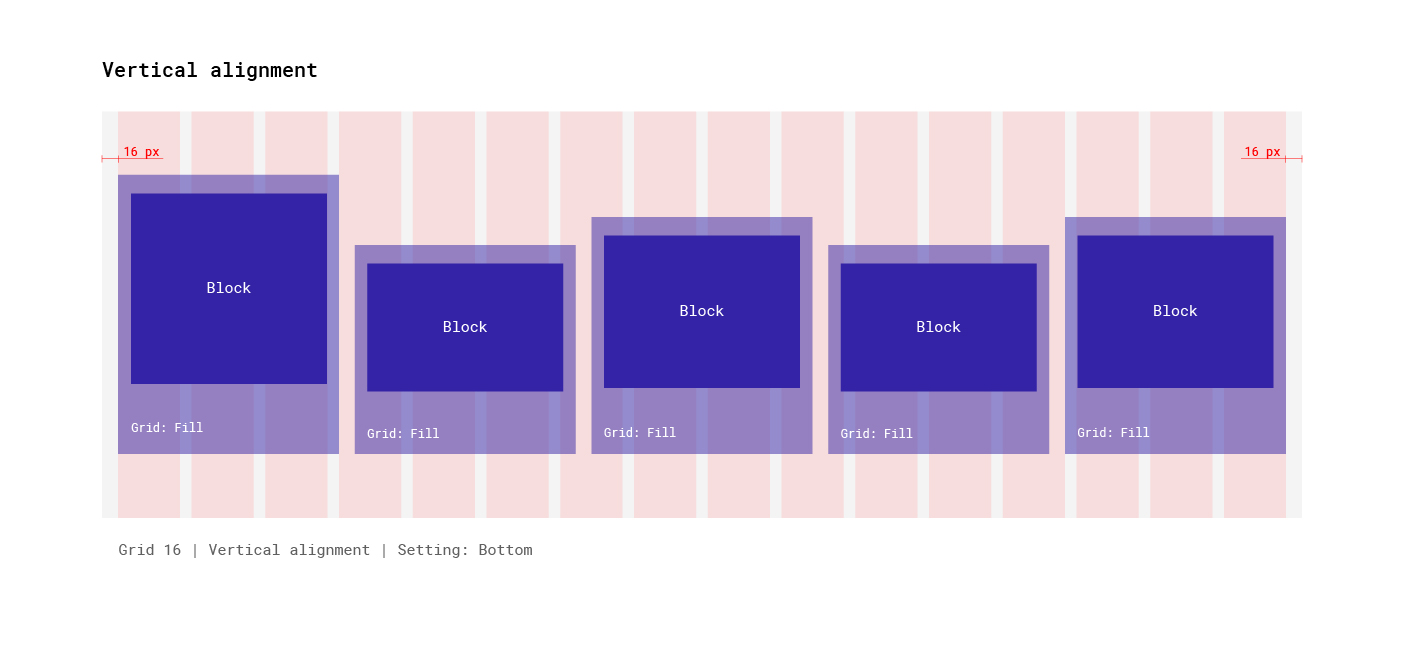 Vertical alignment
16 px
16 px
Block
Block
Block
Block
Block
Grid: Fill
Grid: Fill
Grid: Fill
Grid: Fill
Grid: Fill
Grid 16 | Vertical alignment | Setting: Bottom